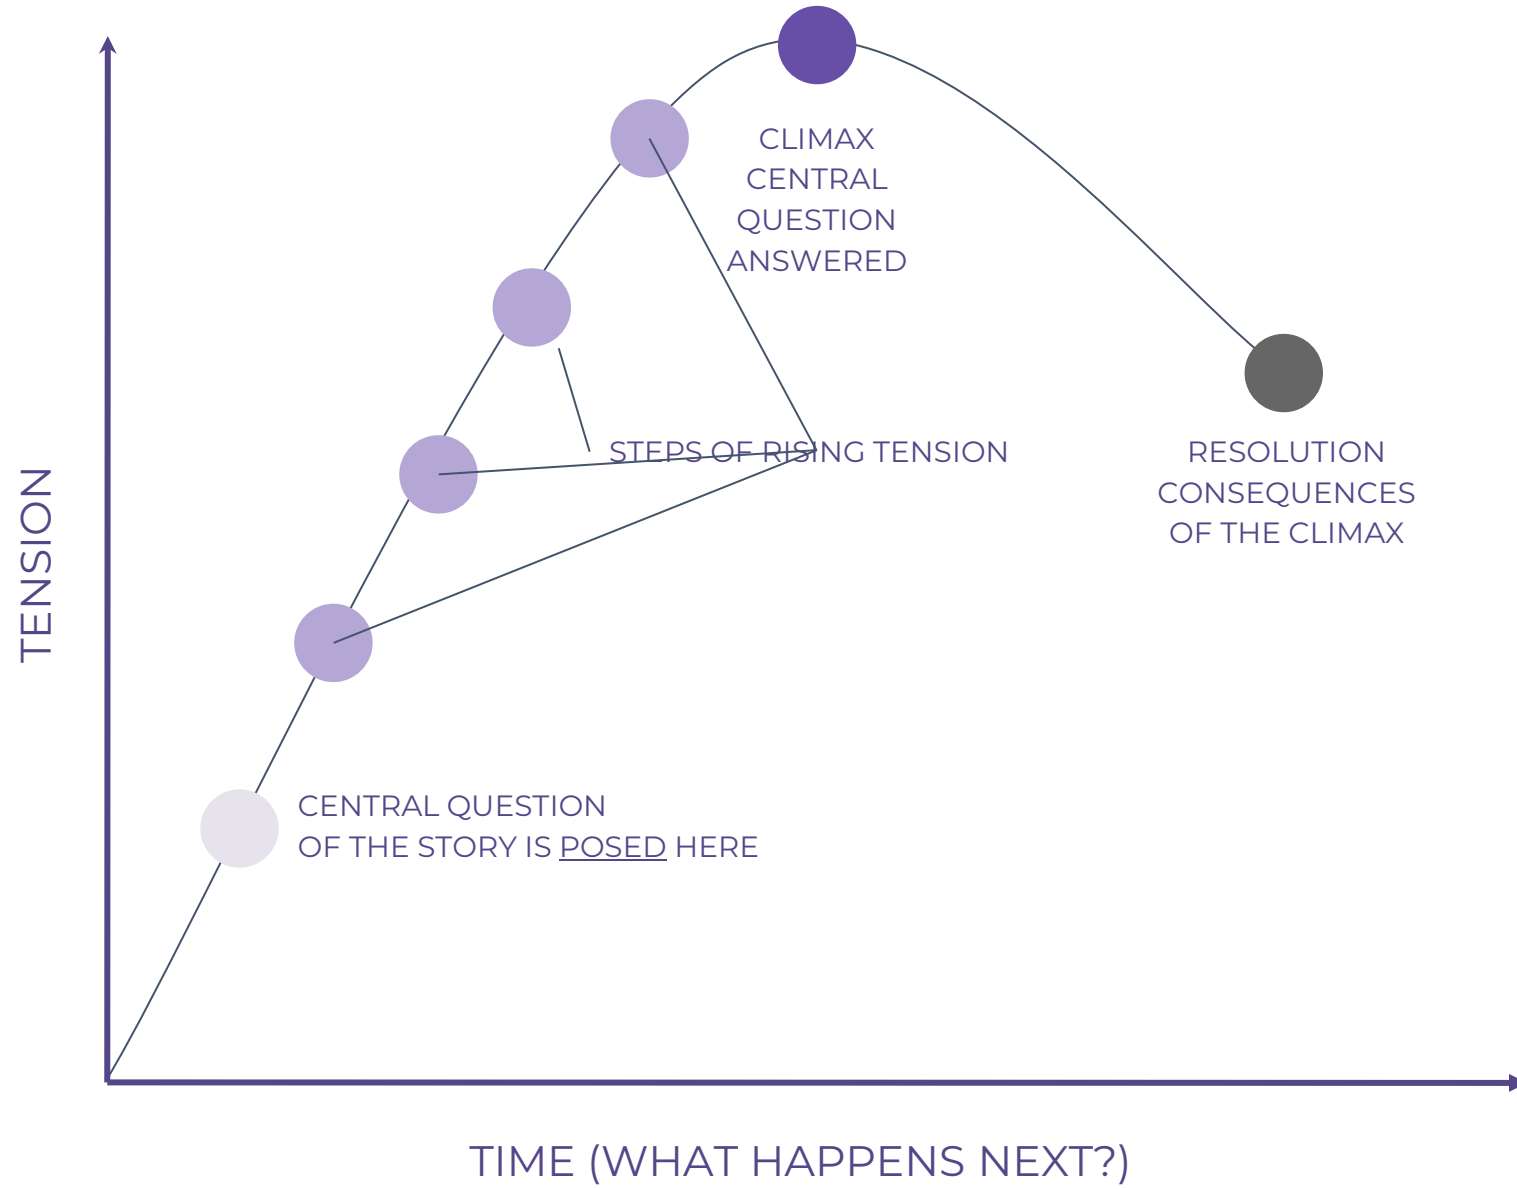 CLIMAX
CENTRAL
QUESTION
ANSWERED
STEPS OF RISING TENSION
RESOLUTION
CONSEQUENCES
OF THE CLIMAX
TENSION
CENTRAL QUESTION
OF THE STORY IS POSED HERE
TIME (WHAT HAPPENS NEXT?)